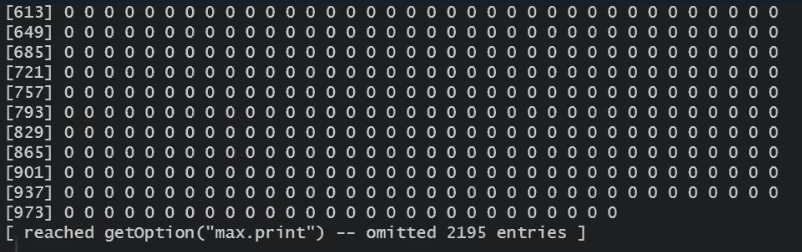 [613] 0 0 0 0 0 0 0 0 0 0 0 0 0 0 0 0 0 0 0 0 0 0 0 0 0 0 0 0 0 0 0 0 0 0 0 0
[649] 0 0 0 0 0 0 0 0 0 0 0 0 0 0 0 0 0 0 0 0 0 0 0 0 0 0 0 0 0 0 0 0 0 0 0 0
[685] 0 0 0 0 0 0 0 0 0 0 0 0 0 0 0 0 0 0 0 0 0 0 0 0 0 0 0 0 0 0 0 0 0 0 0 0
[721] 0 0 0 0 0 0 0 0 0 0 0 0 0 0 0 0 0 0 0 0 0 0 0 0 0 0 0 0 0 0 0 0 0 0 0 0
[757] 0 0 0 0 0 0 0 0 0 0 0 0 0 0 0 0 0 0 0 0 0 0 0 0 0 0 0 0 0 0 0 0 0 0 0 0
[793] 0 0 0 0 0 0 0 0 0 0 0 0 0 0 0 0 0 0 0 0 0 0 0 0 0 0 0 0 0 0 0 0 0 0 0 0
[829] 0 0 0 0 0 0 0 0 0 0 0 0 0 0 0 0 0 0 0 0 0 0 0 0 0 0 0 0 0 0 0 0 0 0 0 0
[865] 0 0 0 0 0 0 0 0 0 0 0 0 0 0 0 0 0 0 0 0 0 0 0 0 0 0 0 0 0 0 0 0 0 0 0 0
[901] 0 0 0 0 0 0 0 0 0 0 0 0 0 0 0 0 0 0 0 0 0 0 0 0 0 0 0 0 0 0 0 0 0 0 0 0
[937] 0 0 0 0 0 0 0 0 0 0 0 0 0 0 0 0 0 0 0 0 0 0 0 0 0 0 0 0 0 0 0 0 0 0 0 0
[973] 0 0 0 0 0 0 0 0 0 0 0 0 0 0 0 0 0 0 0 0 0 0 0 0 0 0 0 0
[ reached getOption("max.print") -- omitted 2195 entries ]